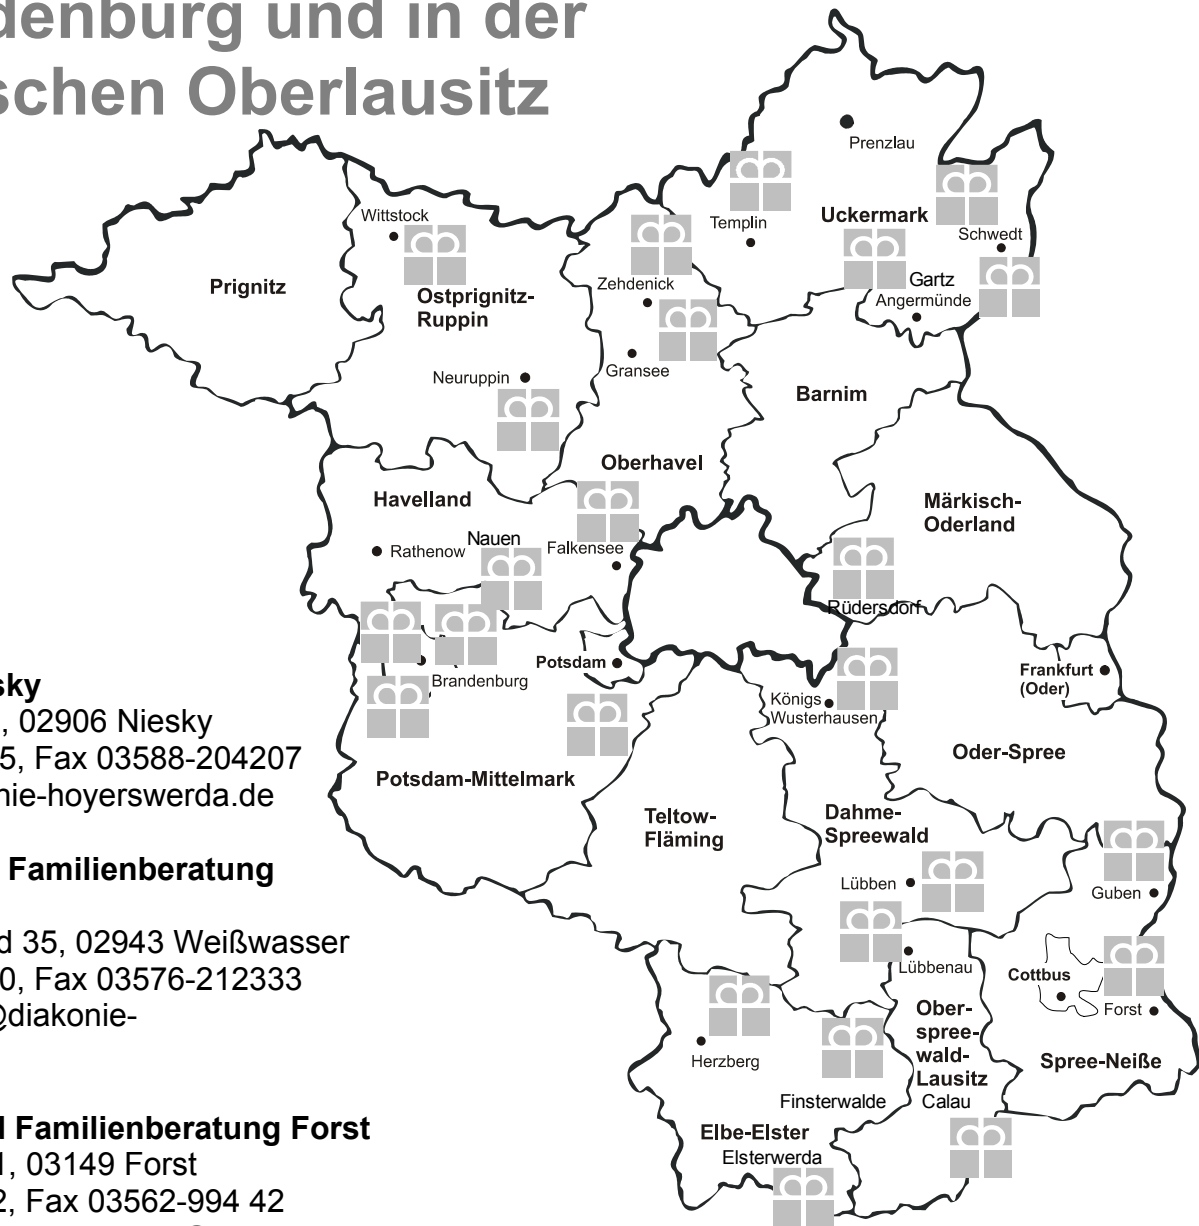 denburg und in der
schen Oberlausitz
Prenzlau
Templin
Uckermark
Schwedt
Wittstock
Prignitz
Ostprignitz-
Ruppin
Zehdenick
Gartz
Angermünde
Gransee
Neuruppin
Barnim
Oberhavel
Havelland
Märkisch-
Oderland
Rathenow
Nauen
Falkensee
Rüdersdorf
Potsdam
Brandenburg
Königs
Wusterhausen
Frankfurt
(Oder)
Oder-Spree
Potsdam-Mittelmark
Teltow-
Fläming
Dahme-
Spreewald
Lübben
Guben
Lübbenau
Cottbus
Forst
Ober-
spree-
wald-
Lausitz
Calau
Spree-Neiße
Herzberg
Finsterwalde
Elbe-Elster
Elsterwerda
sky
, 02906 Niesky
5, Fax 03588-204207
nie-hoyerswerda.de
Familienberatung
d 35, 02943 Weißwasser
0, Fax 03576-212333
@diakonie-
d Familienberatung Forst
1, 03149 Forst
2, Fax 03562-994 42